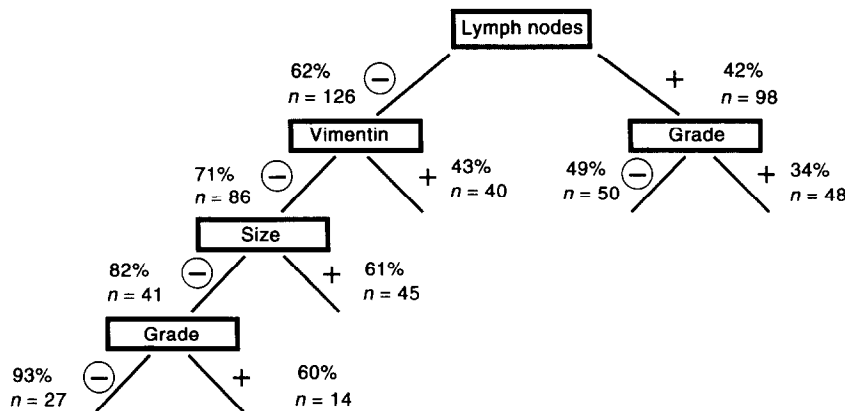 Lymph nodes
62% − + 42%
n = 126 n = 98
Vimentin Grade
71% − + 43% 49% − + 34%
n = 86 n = 40 n = 50 n = 48
Size
82% − + 61%
n = 41 n = 45
Grade
93% − + 60%
n = 27 n = 14